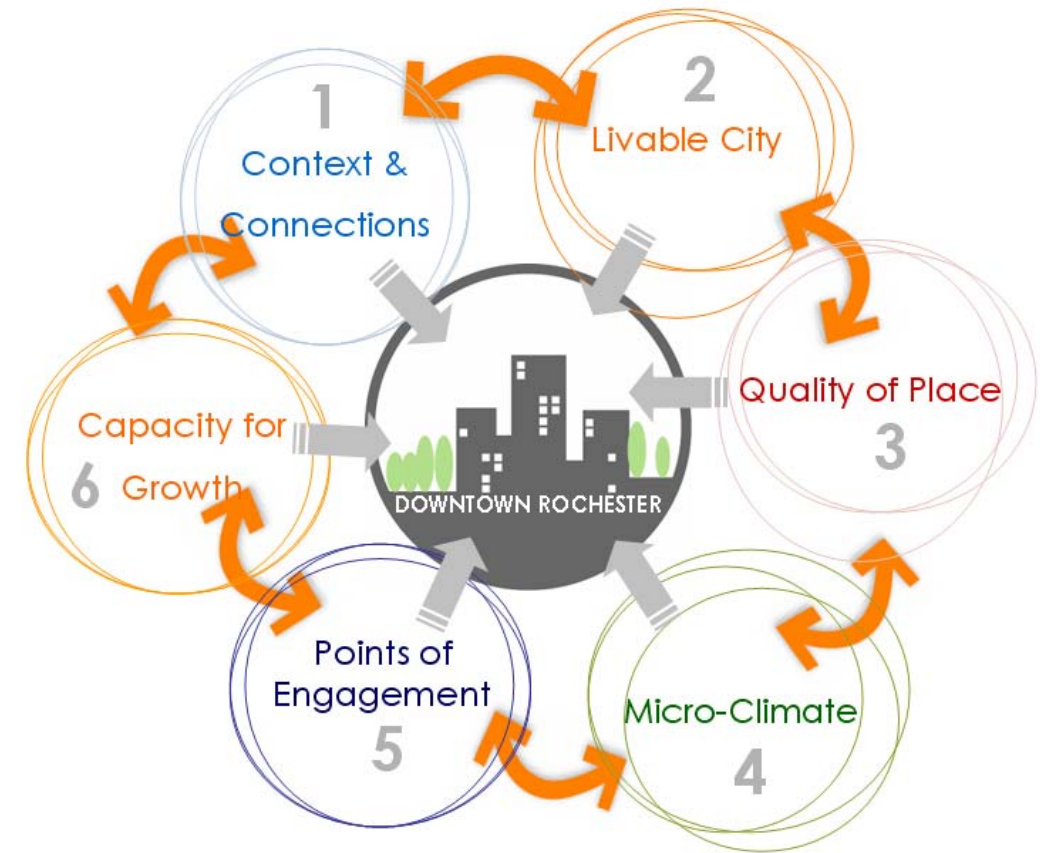 1
Context &
Connections
2
Livable City
Quality of Place
3
Micro-Climate
4
Points of
Engagement
5
Capacity for
6 Growth
DOWNTOWN ROCHESTER